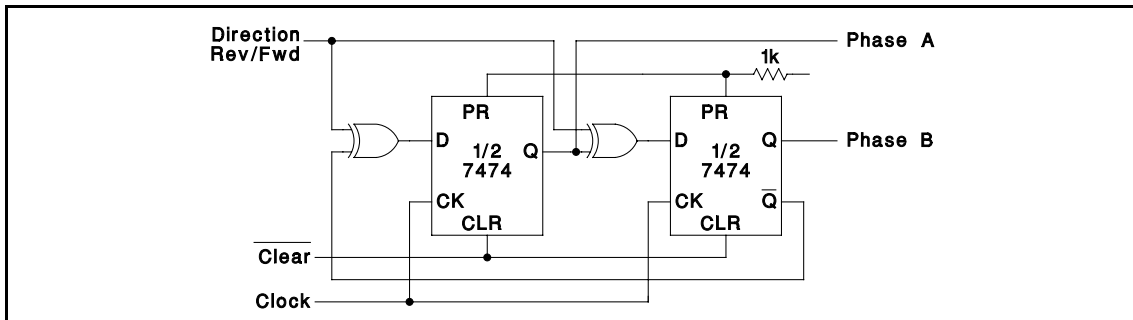 Direction
Rev/Fwd
Phase A
1k
PR
PR
D
1/2
7474
Q
D
1/2
7474
Q
Phase B
CK
CLR
CK
Q̅
CLR
C̅l̅e̅a̅r̅
Clock